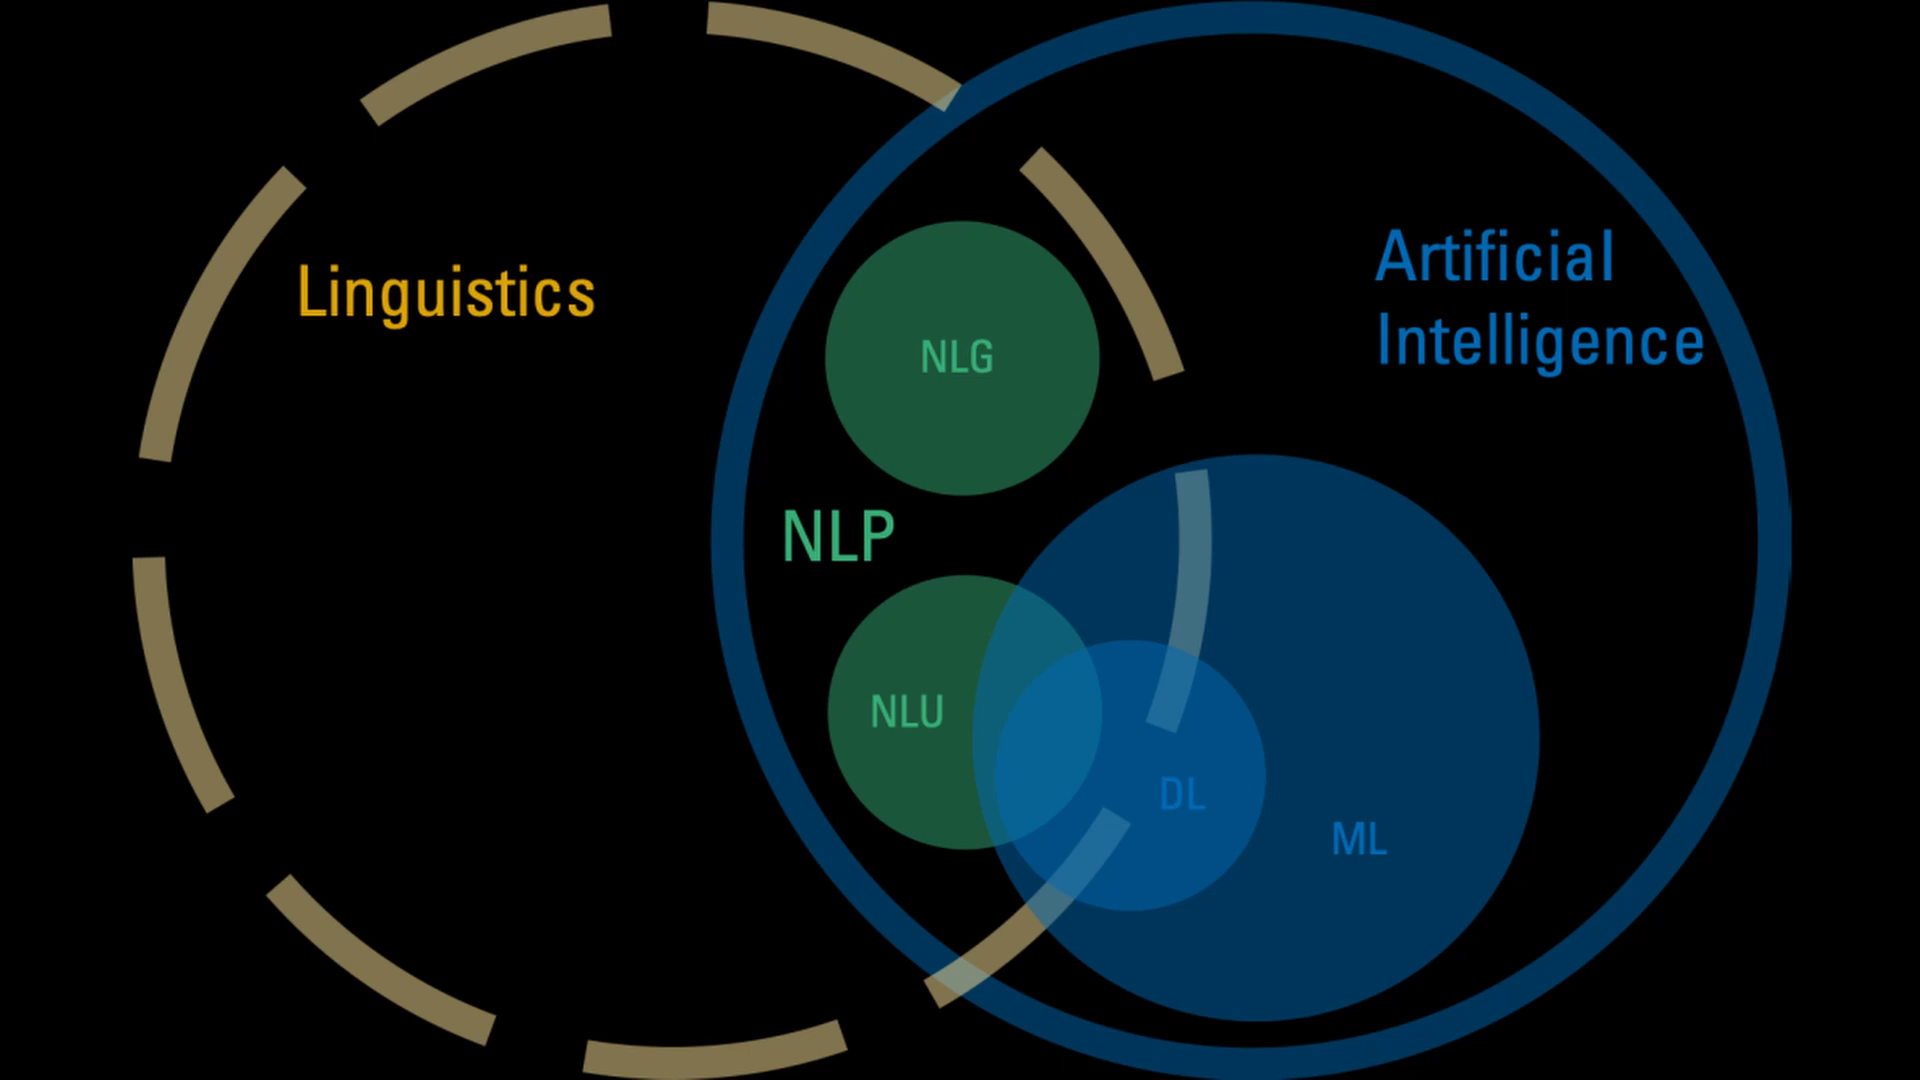 Linguistics
Artificial
Intelligence
NLG
NLP
NLU
DL
ML